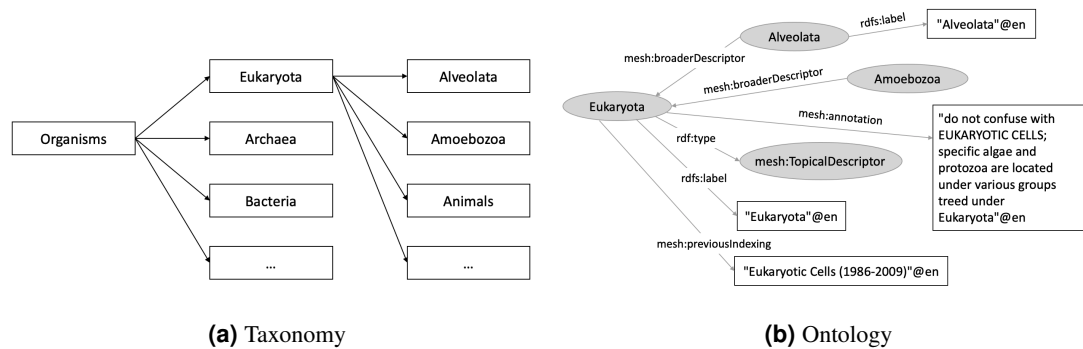 Organisms
Eukaryota
Archaea
Bacteria
...
Alveolata
Amoebozoa
Animals
...
(a) Taxonomy
Alveolata
rdfs:label
"Alveolata"@en
mesh:broaderDescriptor
mesh:broaderDescriptor
Amoebozoa
Eukaryota
mesh:annotation
"do not confuse with
EUKARYOTIC CELLS;
specific algae and
protozoa are located
under various groups
treed under
Eukaryota"@en
rdf:type
mesh:TopicalDescriptor
rdfs:label
"Eukaryota"@en
mesh:previousIndexing
"Eukaryotic Cells (1986-2009)"@en
(b) Ontology